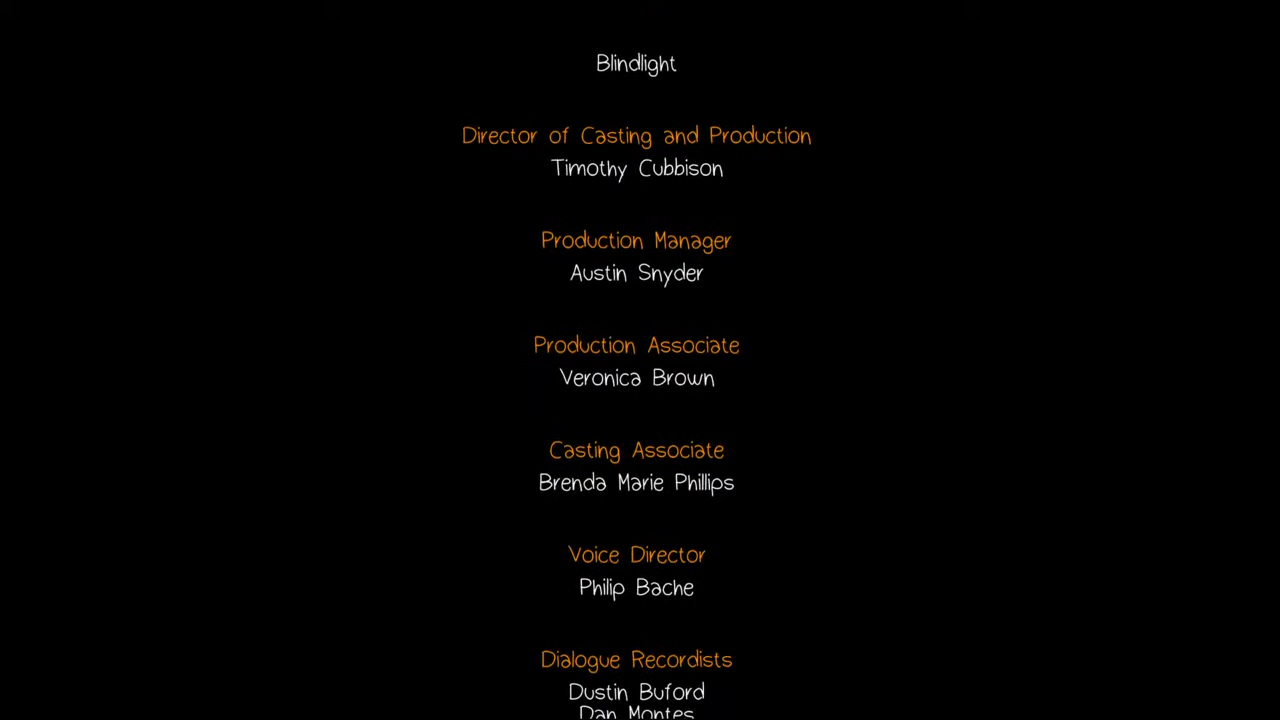 Blindlight
Director of Casting and Production
Timothy Cubbison
Production Manager
Austin Snyder
Production Associate
Veronica Brown
Casting Associate
Brenda Marie Phillips
Voice Director
Philip Bache
Dialogue Recordists
Dustin Buford
Dan Montes